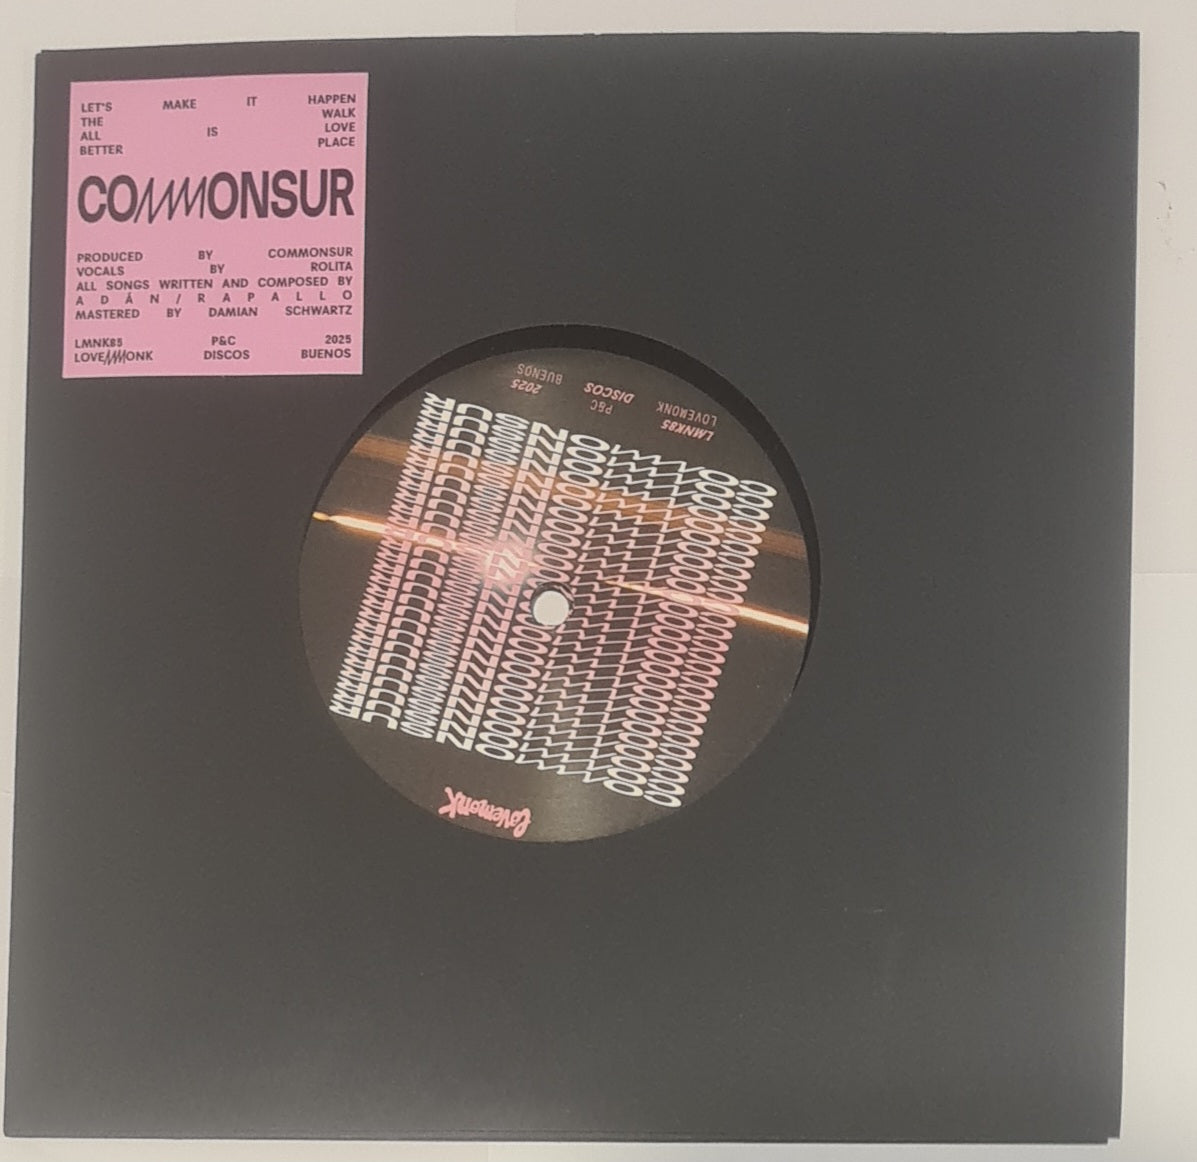 LET'S MAKE IT HAPPEN
THE WALK
ALL IS LOVE
BETTER PLACE
COMMONSUR
PRODUCED BY COMMONSUR
VOCALS BY ROLITA
ALL SONGS WRITTEN AND COMPOSED BY
ADÁN/RAPALLO
MASTERED BY DAMIAN SCHWARTZ
LMNK85 P&C 2025
LOVEMONK DISCOS BUENOS
LMNK85 P&C 2025
LOVEMONK DISCOS BUENOS
COMMONSUR
Lovemonk